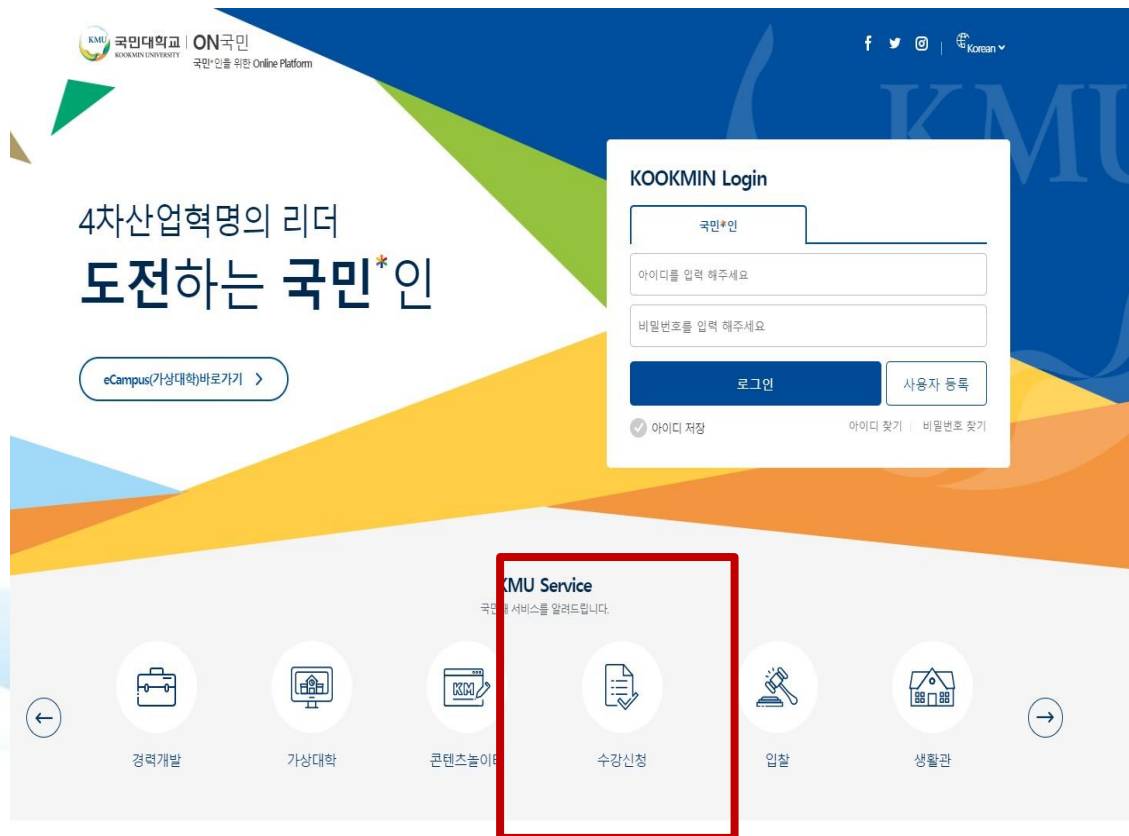 KMU 국민대학교 ON국민
KOOKMIN UNIVERSITY
국민*인을 위한 Online Platform
Korean
KMU
4차산업혁명의 리더
도전하는 국민*인
eCampus(가상대학)바로가기
KOOKMIN Login
국민*인
아이디를 입력 해주세요
비밀번호를 입력 해주세요
로그인 사용자 등록
아이디 저장 아이디 찾기 비밀번호 찾기
KMU Service
서비스를 알려드립니다.
KM
경력개발 가상대학 콘텐츠놀이터 수강신청 입찰 생활관